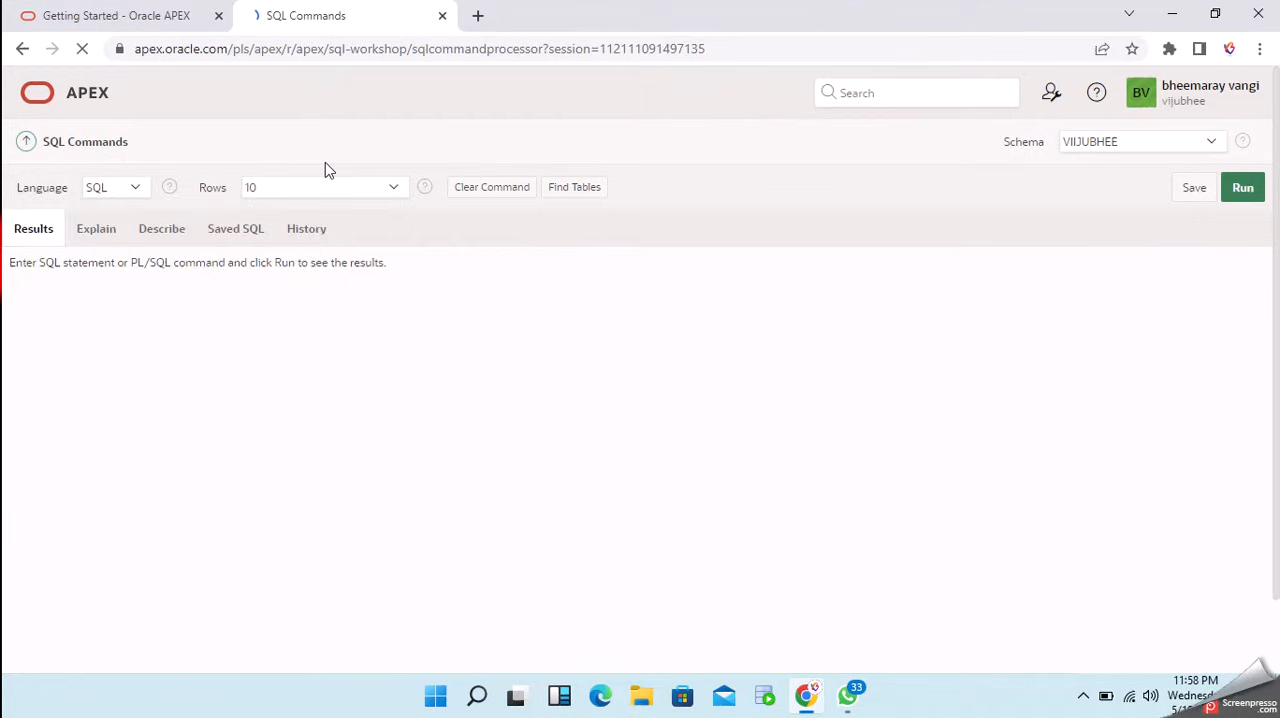 Getting Started - Oracle APEX
SQL Commands
apex.oracle.com/pls/apex/r/apex/sql-workshop/sqlcommandprocessor?session=112111091497135
APEX
Search
BV
bheemaray vangi
vijubhee
SQL Commands
Schema
VIIJUBHEE
Language
SQL
Rows
10
Clear Command
Find Tables
Save
Run
Results
Explain
Describe
Saved SQL
History
Enter SQL statement or PL/SQL command and click Run to see the results.
33
11:58 PM
Screenpresso
.com